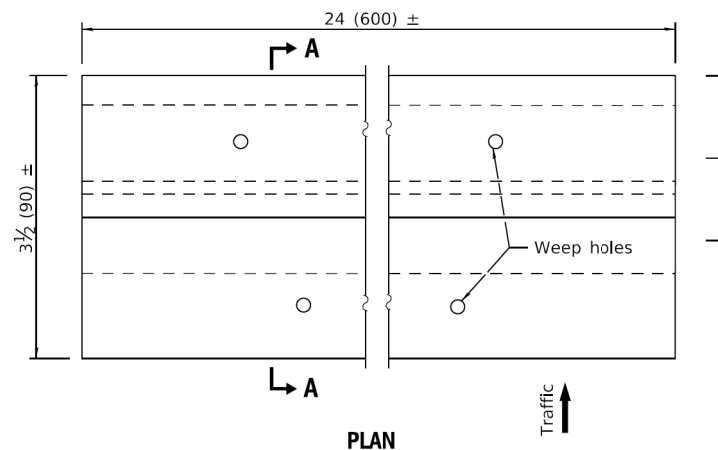 24 (600) ±
A
3½ (90) ±
Weep holes
A
Traffic
PLAN